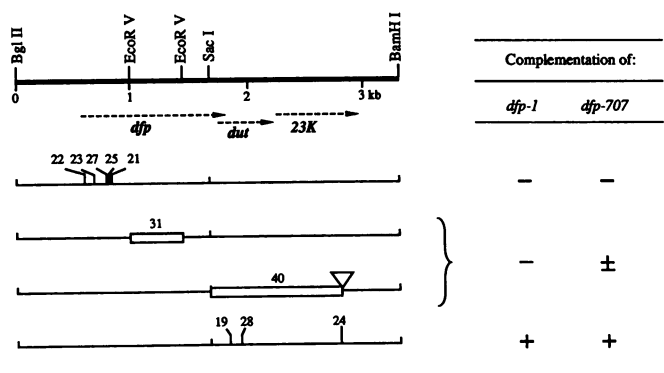 Bgl II
EcoR V
EcoR V
Sac I
BamH I
0 1 2 3 kb
dfp
dut
23K
Complementation of:
dfp-1 dfp-707
22 23 27 25 21
− −
31
40
− ±
19 28 24
+ +